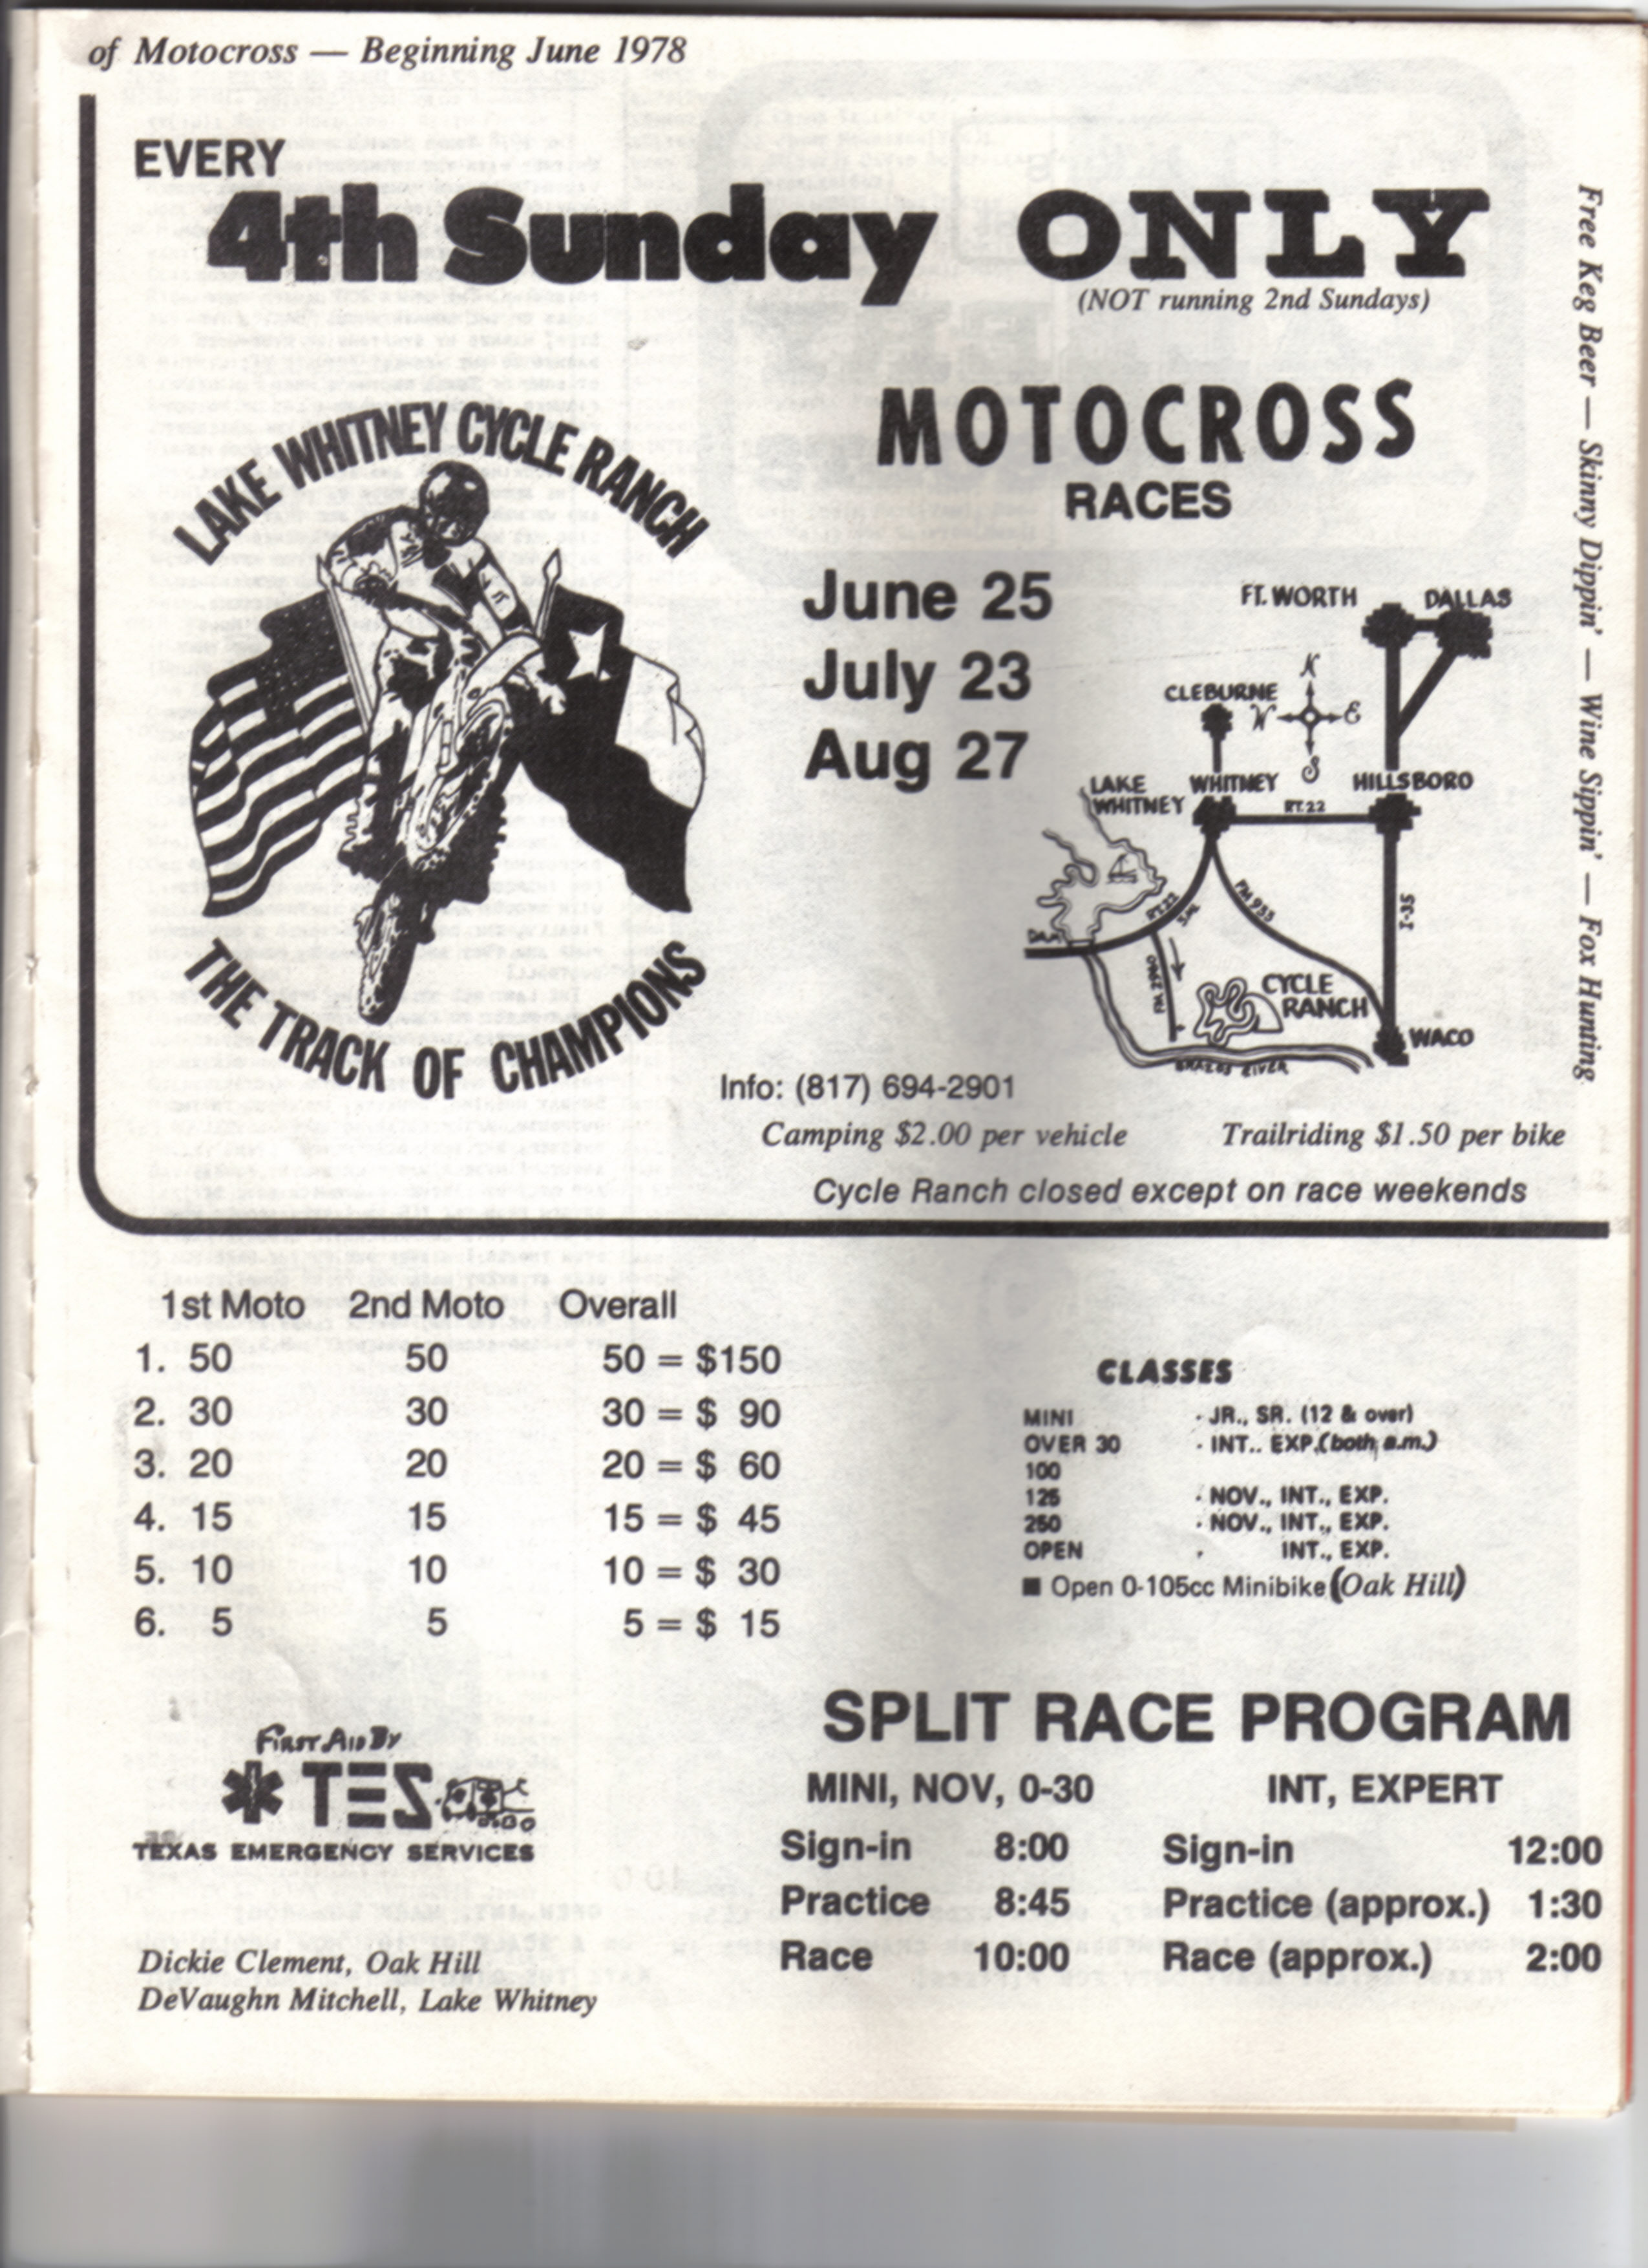 of Motocross — Beginning June 1978
EVERY
4th Sunday ONLY
(NOT running 2nd Sundays)
MOTOCROSS
RACES
LAKE WHITNEY CYCLE RANCH
THE TRACK OF CHAMPIONS
June 25
July 23
Aug 27
FT. WORTH
DALLAS
CLEBURNE
N
W
E
S
LAKE
WHITNEY
WHITNEY
HILLSBORO
RT. 22
RT. 22
FM 933
I-35
DAM
CYCLE
RANCH
WACO
BRAZOS RIVER
Free Keg Beer — Skinny Dippin' — Wine Sippin' — Fox Hunting
Info: (817) 694-2901
Camping $2.00 per vehicle Trailriding $1.50 per bike
Cycle Ranch closed except on race weekends
1st Moto 2nd Moto Overall
1. 50 50 50 = $150
2. 30 30 30 = $ 90
3. 20 20 20 = $ 60
4. 15 15 15 = $ 45
5. 10 10 10 = $ 30
6. 5 5 5 = $ 15
CLASSES
MINI - JR., SR. (12 & over)
OVER 30 - INT.. EXP.(both a.m.)
100
125 - NOV., INT., EXP.
250 - NOV., INT., EXP.
OPEN - INT., EXP.
■ Open 0-105cc Minibike (Oak Hill)
First Aid By
TES
TEXAS EMERGENCY SERVICES
SPLIT RACE PROGRAM
MINI, NOV, 0-30 INT, EXPERT
Sign-in 8:00 Sign-in 12:00
Practice 8:45 Practice (approx.) 1:30
Race 10:00 Race (approx.) 2:00
Dickie Clement, Oak Hill
DeVaughn Mitchell, Lake Whitney